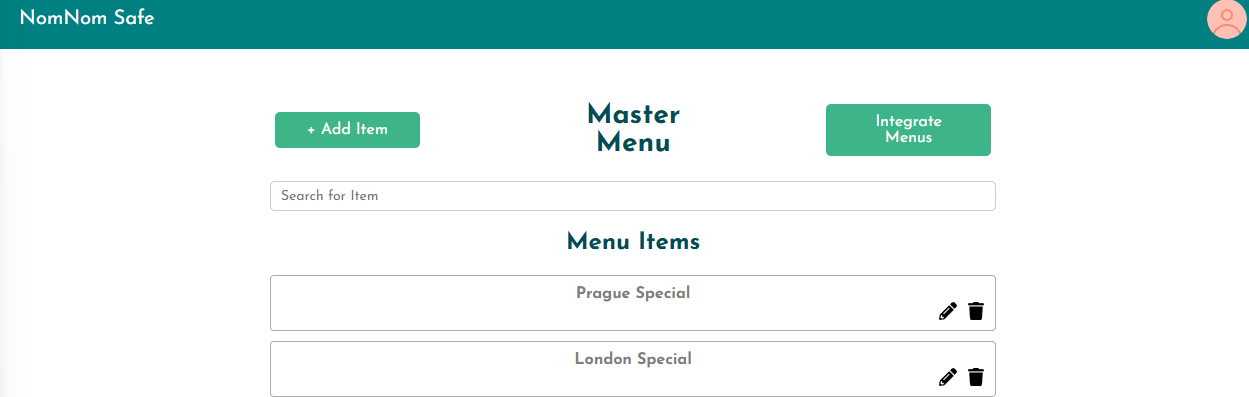 NomNom Safe
+ Add Item
Master
Menu
Integrate
Menus
Search for Item
Menu Items
Prague Special
London Special